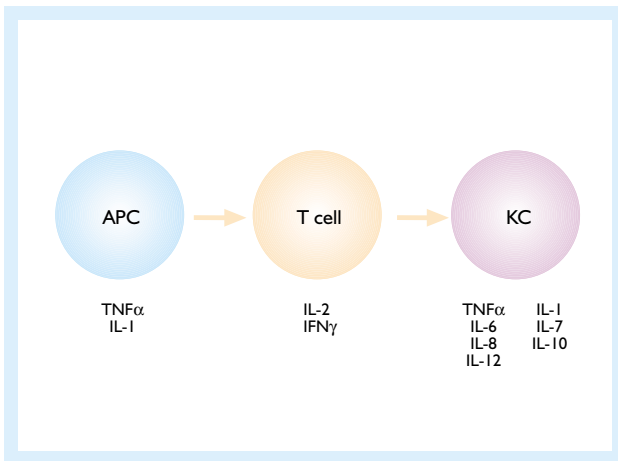 APC
T cell
KC
TNFα
IL-1
IL-2
IFNγ
TNFα IL-1
IL-6 IL-7
IL-8 IL-10
IL-12